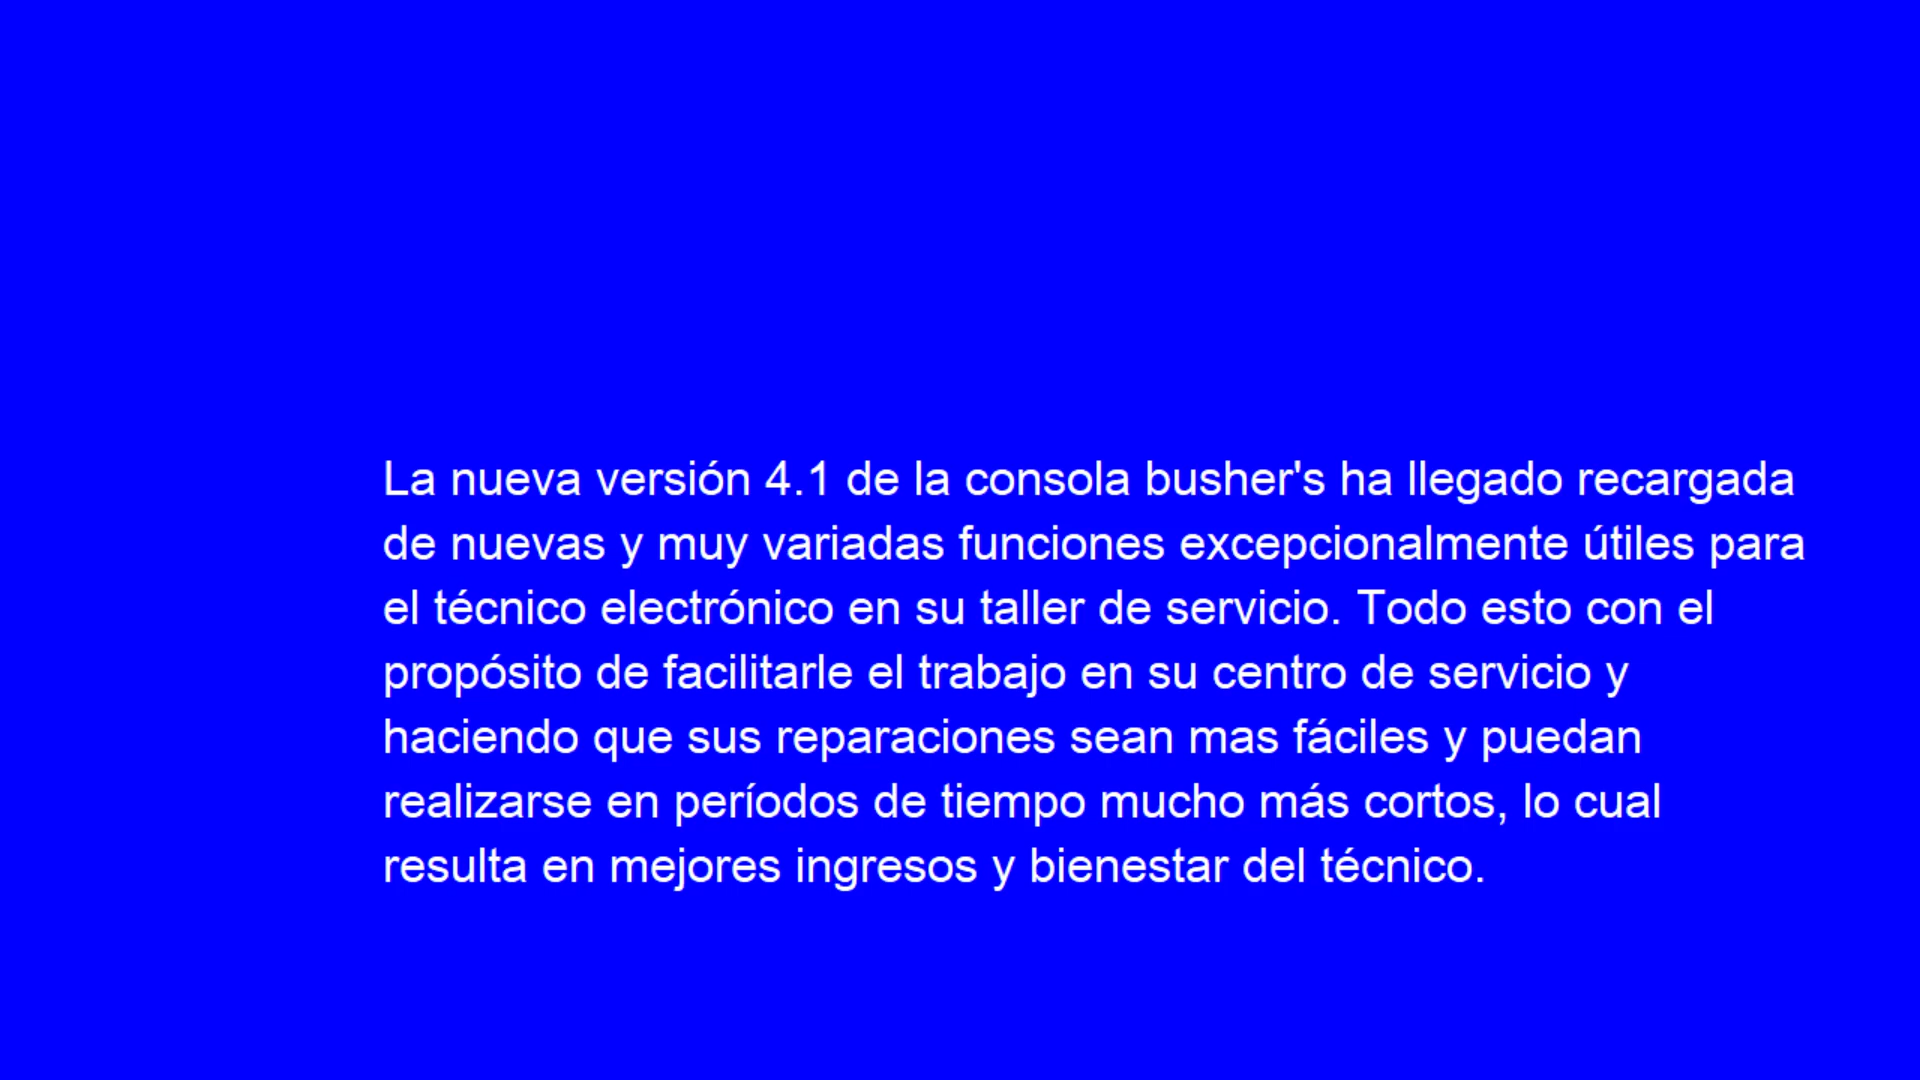 La nueva versión 4.1 de la consola busher's ha llegado recargada
de nuevas y muy variadas funciones excepcionalmente útiles para
el técnico electrónico en su taller de servicio. Todo esto con el
propósito de facilitarle el trabajo en su centro de servicio y
haciendo que sus reparaciones sean mas fáciles y puedan
realizarse en períodos de tiempo mucho más cortos, lo cual
resulta en mejores ingresos y bienestar del técnico.